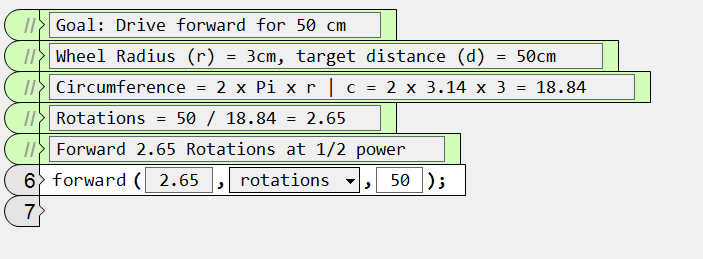 // Goal: Drive forward for 50 cm
// Wheel Radius (r) = 3cm, target distance (d) = 50cm
// Circumference = 2 x Pi x r | c = 2 x 3.14 x 3 = 18.84
// Rotations = 50 / 18.84 = 2.65
// Forward 2.65 Rotations at 1/2 power
6 forward ( 2.65 , rotations , 50 );
7